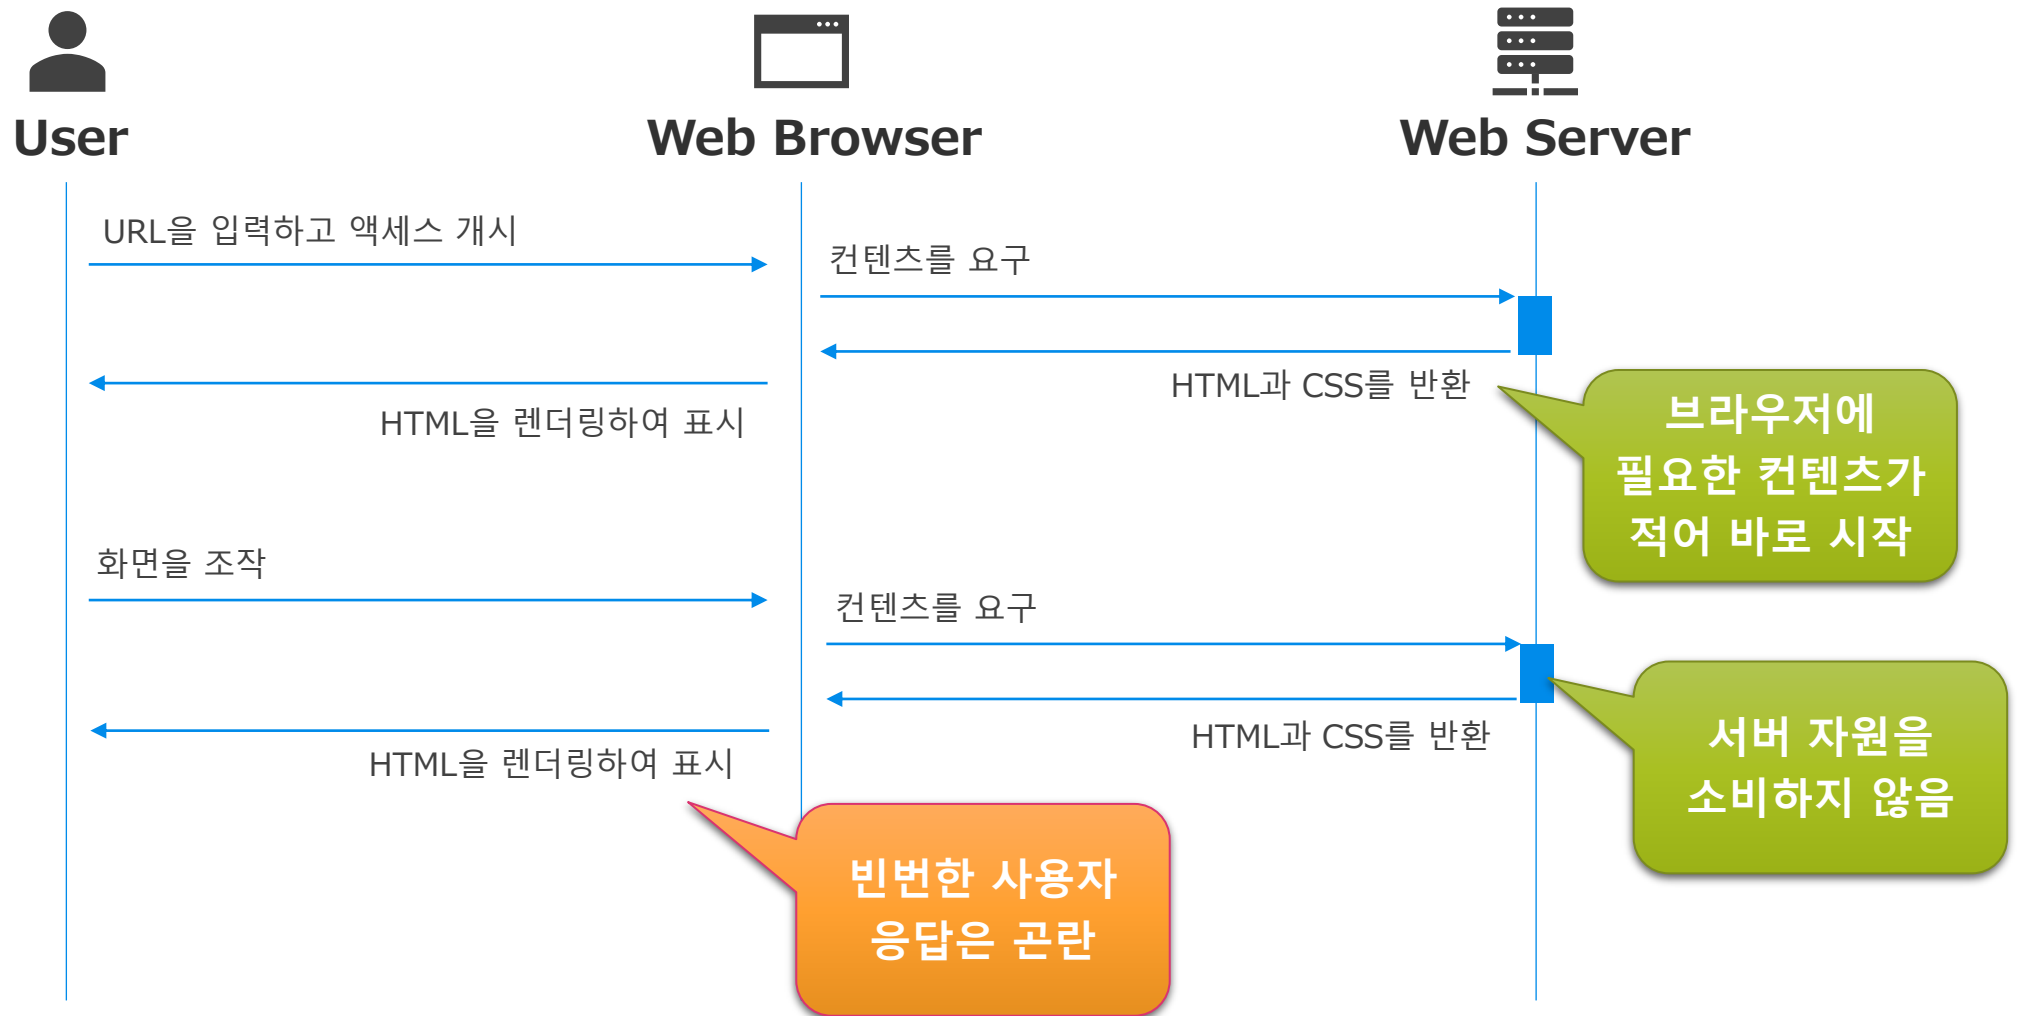 User
Web Browser
Web Server
URL을 입력하고 액세스 개시
컨텐츠를 요구
HTML과 CSS를 반환
HTML을 렌더링하여 표시
브라우저에
필요한 컨텐츠가
적어 바로 시작
화면을 조작
컨텐츠를 요구
HTML과 CSS를 반환
HTML을 렌더링하여 표시
서버 자원을
소비하지 않음
빈번한 사용자
응답은 곤란